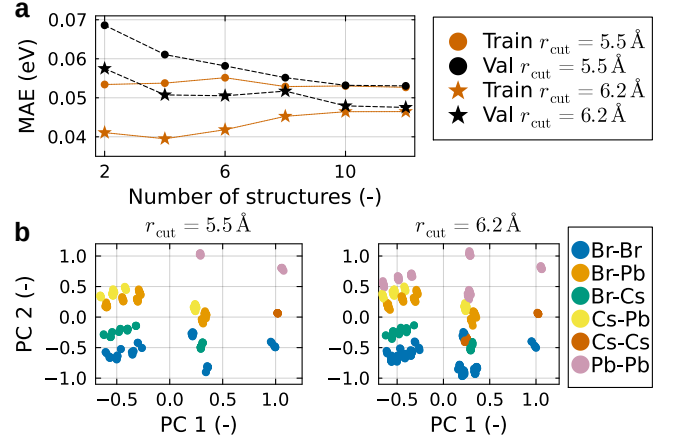 a
0.07
0.06
0.05
0.04
MAE (eV)
2
6
10
Number of structures (-)
Train r_cut = 5.5 Å
Val r_cut = 5.5 Å
Train r_cut = 6.2 Å
Val r_cut = 6.2 Å
b
r_cut = 5.5 Å
r_cut = 6.2 Å
1.0
0.5
0.0
−0.5
−1.0
PC 2 (-)
−0.5
0.0
0.5
1.0
PC 1 (-)
1.0
0.5
0.0
−0.5
−1.0
−0.5
0.0
0.5
1.0
PC 1 (-)
Br-Br
Br-Pb
Br-Cs
Cs-Pb
Cs-Cs
Pb-Pb